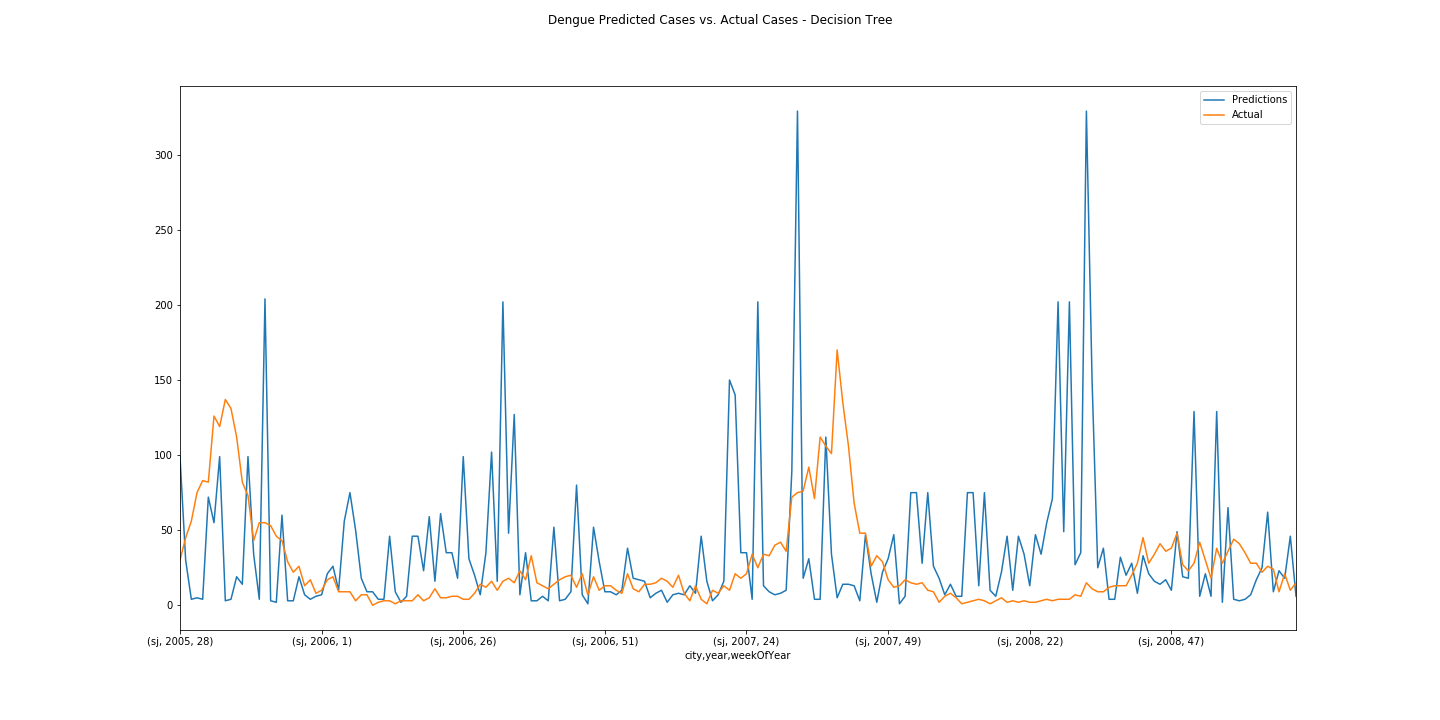 Dengue Predicted Cases vs. Actual Cases - Decision Tree
Predictions
Actual
300
250
200
150
100
50
0
(sj, 2005, 28) (sj, 2006, 1) (sj, 2006, 26) (sj, 2006, 51) (sj, 2007, 24) (sj, 2007, 49) (sj, 2008, 22) (sj, 2008, 47)
city,year,weekOfYear